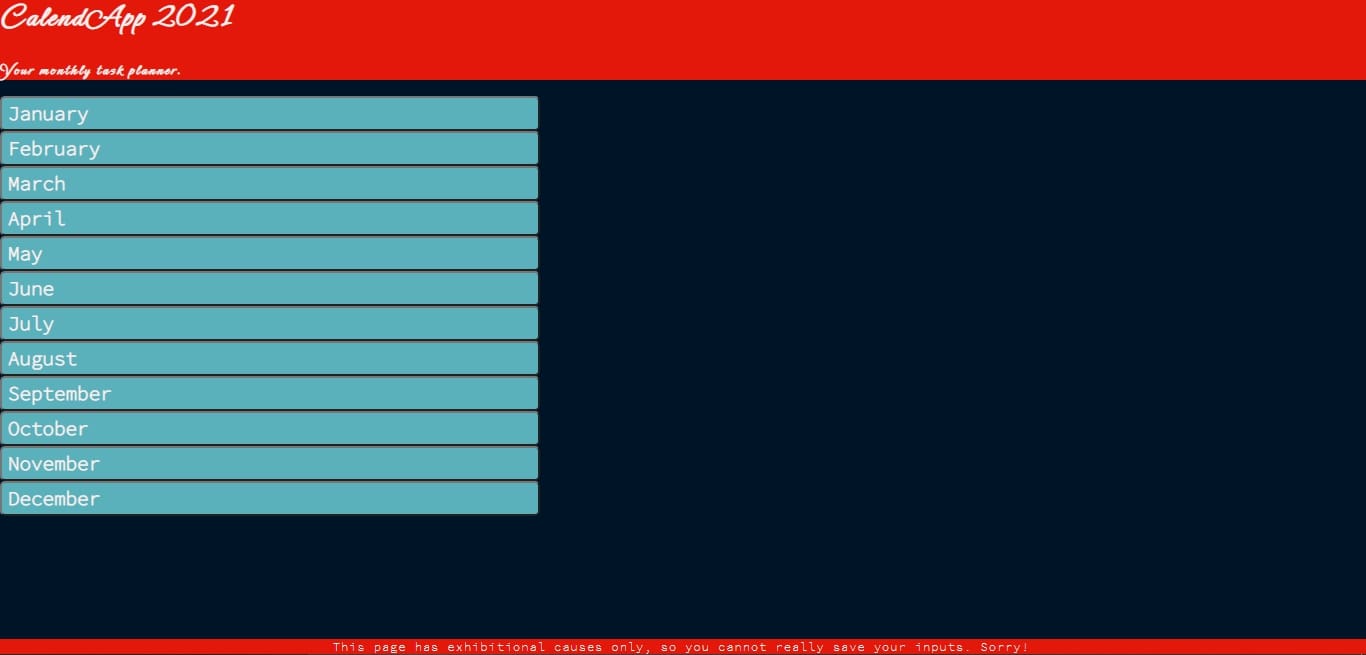 CalendApp 2021
Your monthly task planner.
January
February
March
April
May
June
July
August
September
October
November
December
This page has exhibitional causes only, so you cannot really save your inputs. Sorry!